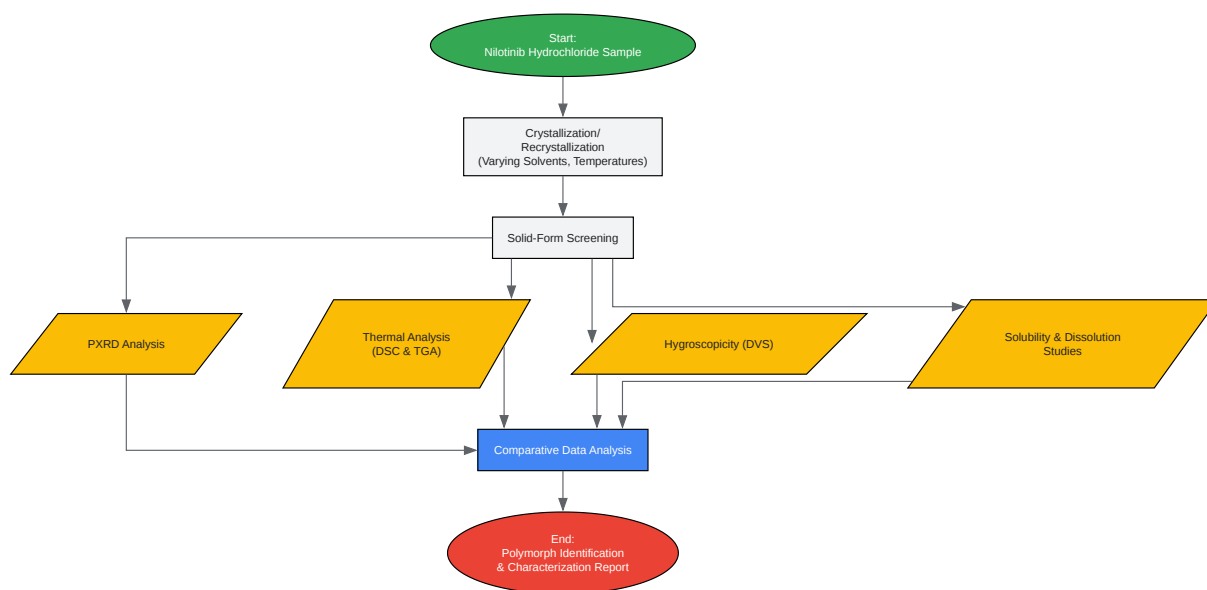 Start:
Nilotinib Hydrochloride Sample
Crystallization/
Recrystallization
(Varying Solvents, Temperatures)
Solid-Form Screening
PXRD Analysis
Thermal Analysis
(DSC & TGA)
Hygroscopicity (DVS)
Solubility & Dissolution
Studies
Comparative Data Analysis
End:
Polymorph Identification
& Characterization Report